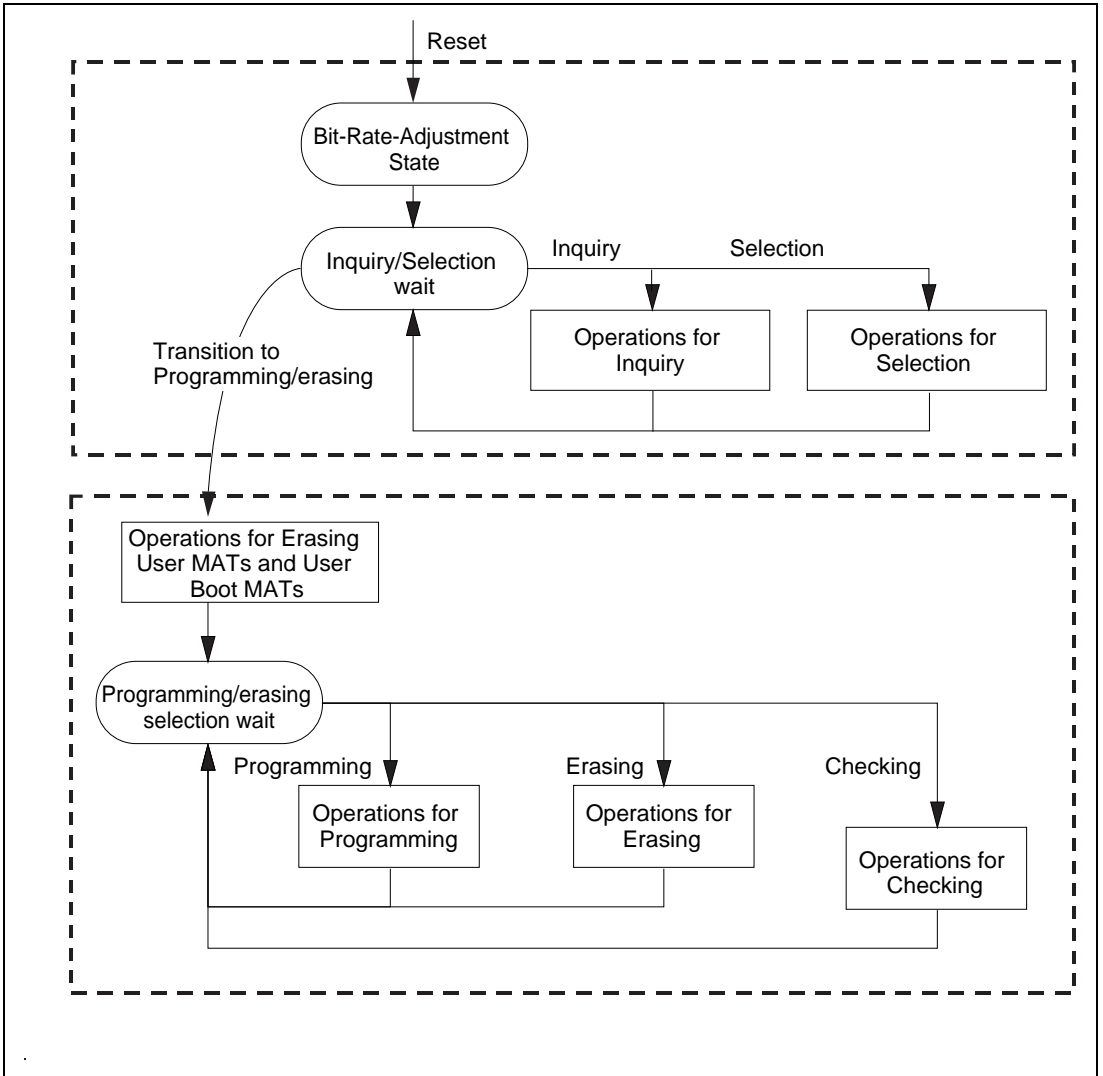 Reset
Bit-Rate-Adjustment
State
Inquiry/Selection
wait
Inquiry
Selection
Operations for
Inquiry
Operations for
Selection
Transition to
Programming/erasing
Operations for Erasing
User MATs and User
Boot MATs
Programming/erasing
selection wait
Programming
Erasing
Checking
Operations for
Programming
Operations for
Erasing
Operations for
Checking
.